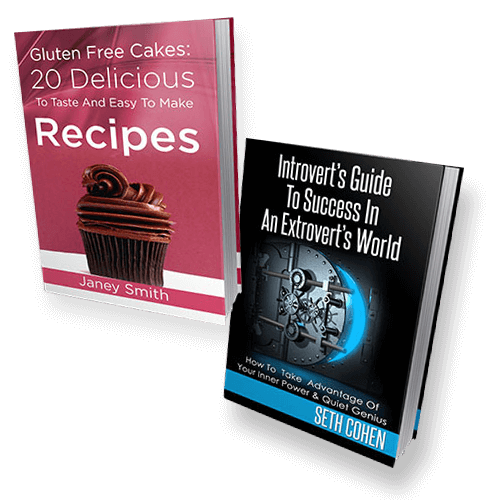 Gluten Free Cakes:
20 Delicious
To Taste And Easy To Make
Recipes
Janey Smith
Introvert's Guide
To Success In
An Extrovert's World
How To Take Advantage Of
Your Inner Power & Quiet Genius
SETH COHEN